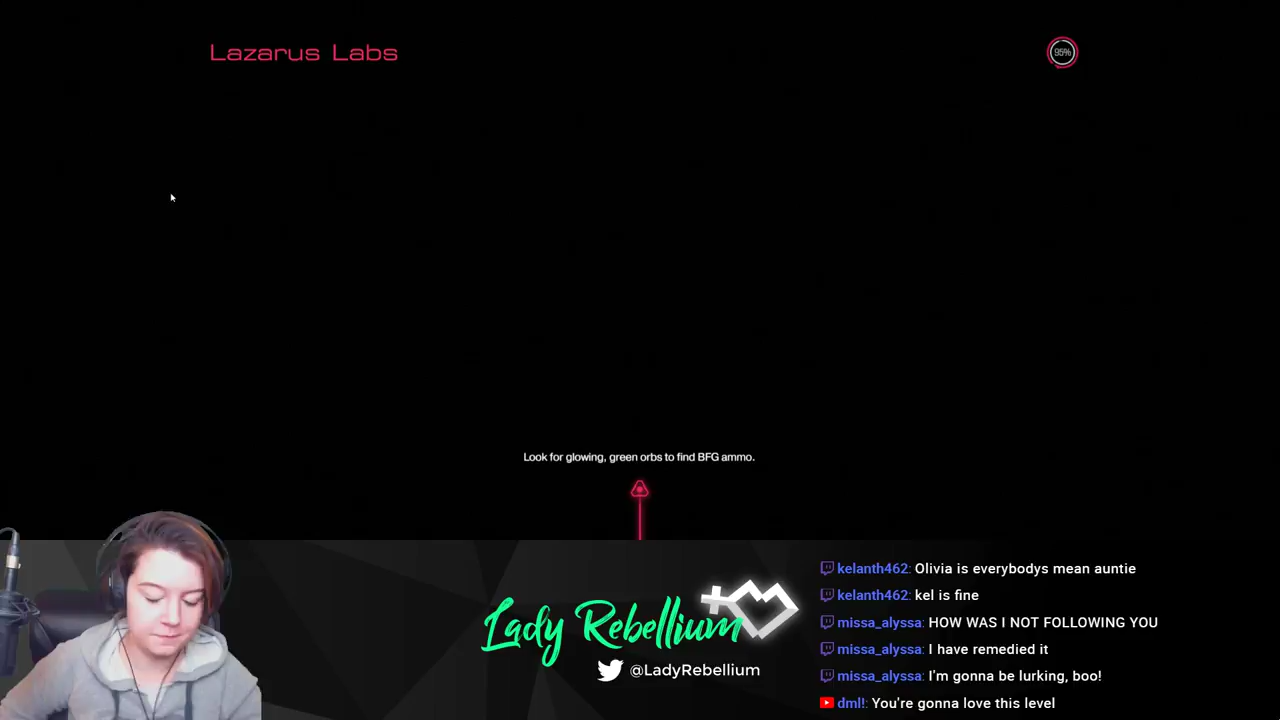 Lazarus Labs
95%
Look for glowing, green orbs to find BFG ammo.
Lady Rebellium
@LadyRebellium
kelanth462: Olivia is everybodys mean auntie
kelanth462: kel is fine
missa_alyssa: HOW WAS I NOT FOLLOWING YOU
missa_alyssa: I have remedied it
missa_alyssa: I'm gonna be lurking, boo!
dml!: You're gonna love this level